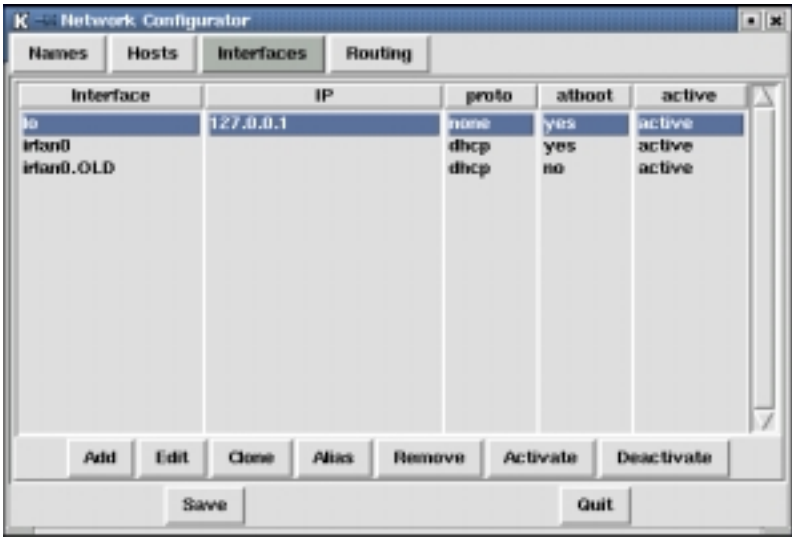 Network Configurator
Names Hosts Interfaces Routing
Interface IP proto atboot active
lo 127.0.0.1 none yes active
irlan0 dhcp yes active
irlan0.OLD dhcp no active
Add Edit Clone Alias Remove Activate Deactivate
Save Quit